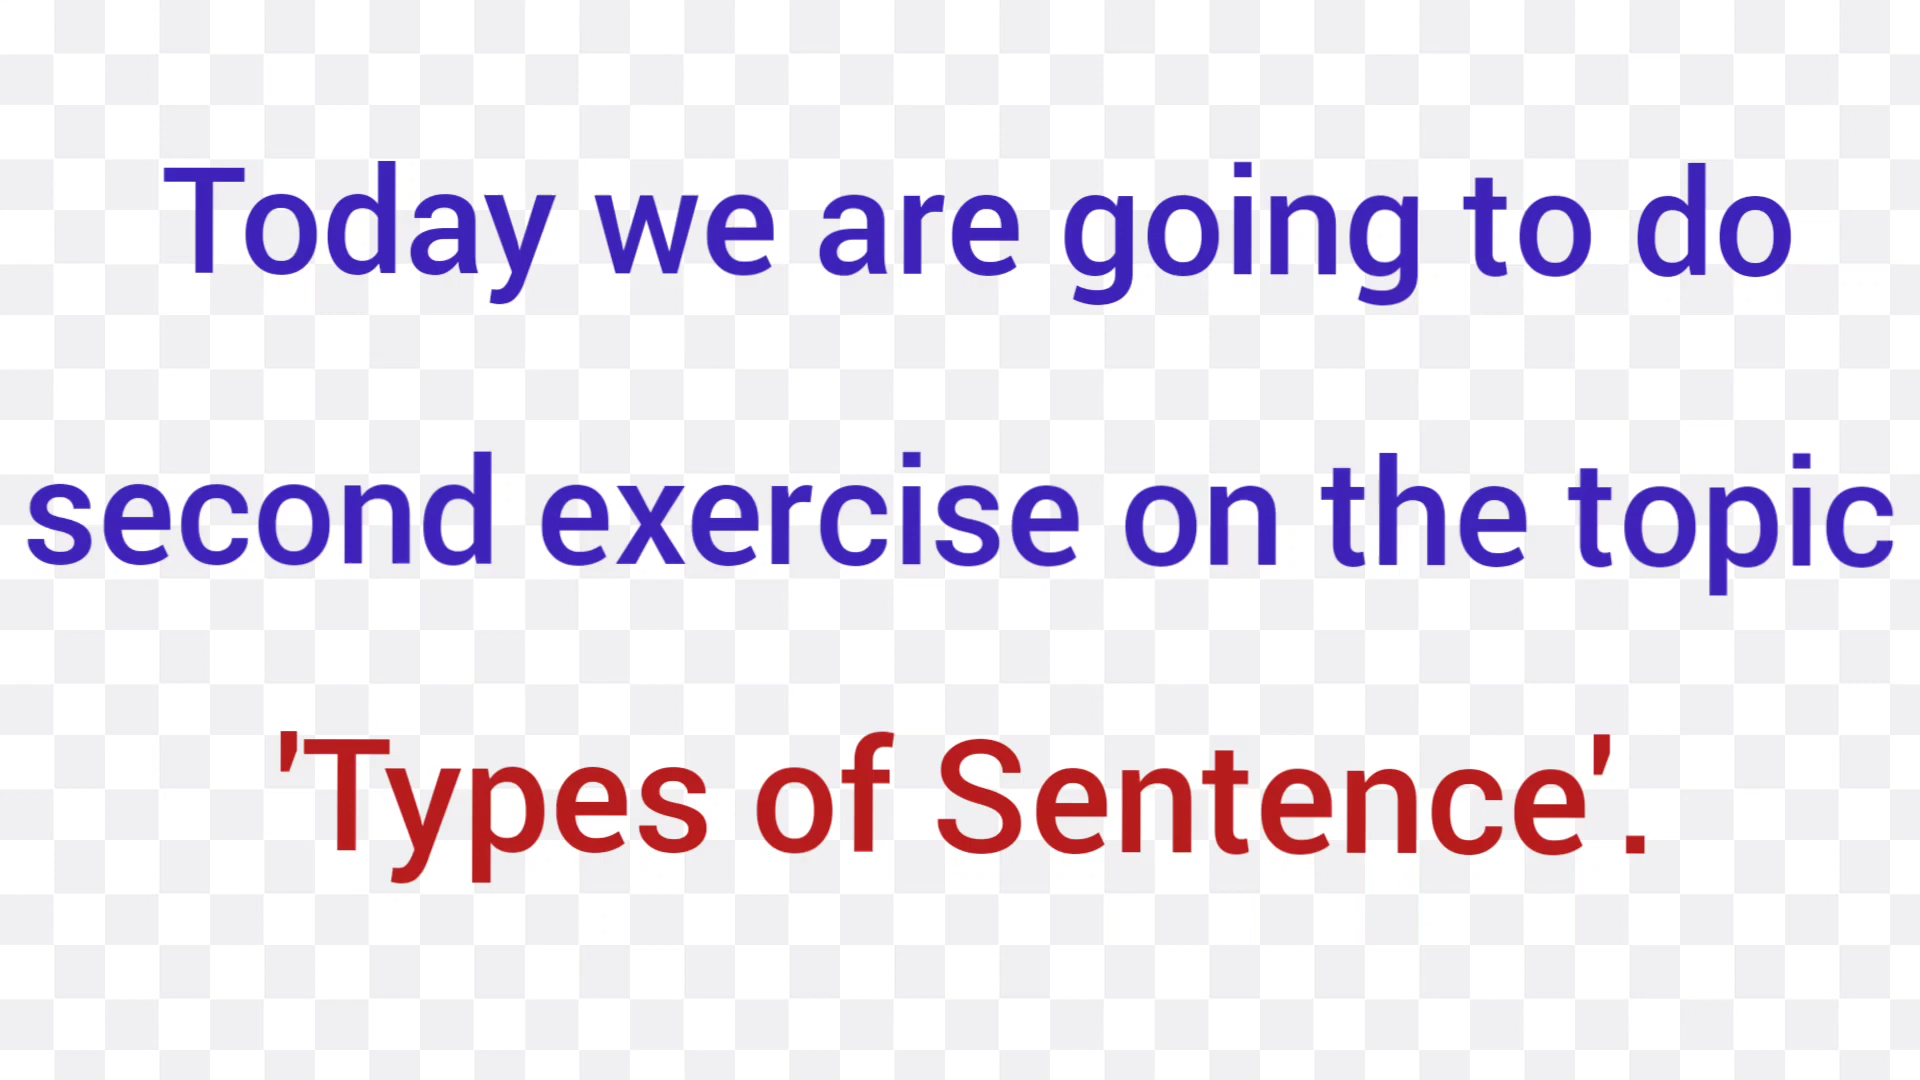 Today we are going to do
second exercise on the topic
'Types of Sentence'.